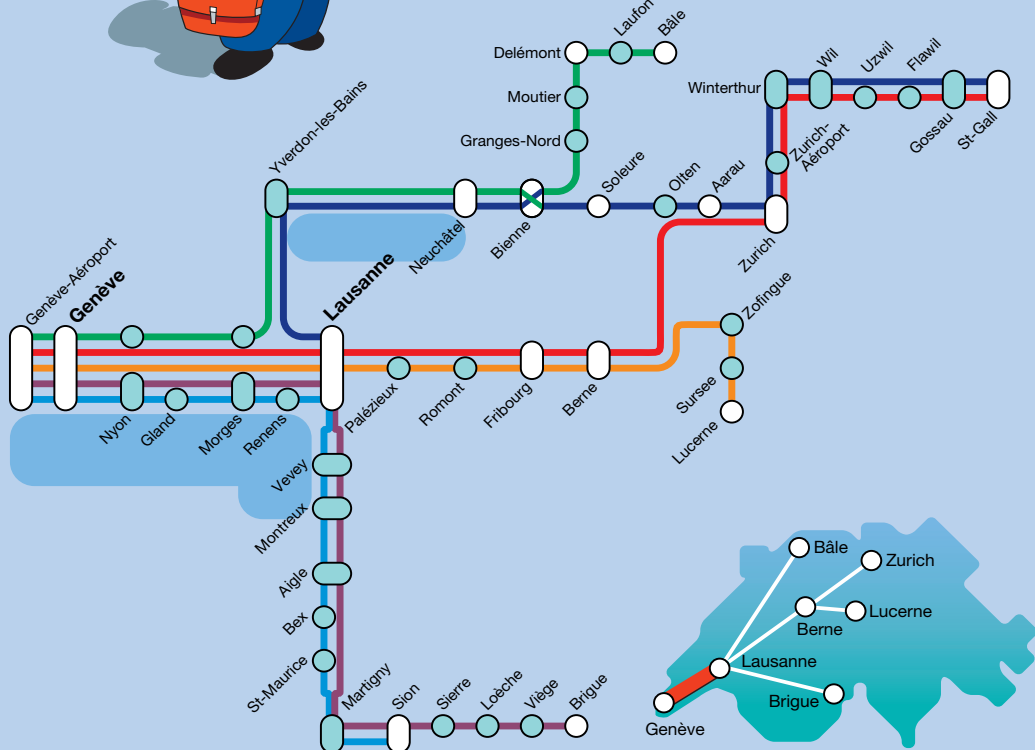 Laufon
Bâle
Delémont
Moutier
Granges-Nord
Winterthur
Wil
Uzwil
Flawil
Gossau
St-Gall
Zurich-
Aéroport
Yverdon-les-Bains
Neuchâtel
Bienne
Soleure
Olten
Aarau
Zurich
Genève-Aéroport
Genève
Lausanne
Nyon
Gland
Morges
Renens
Palézieux
Romont
Fribourg
Berne
Zofingue
Sursee
Lucerne
Vevey
Montreux
Aigle
Bex
St-Maurice
Martigny
Sion
Sierre
Loèche
Viège
Brigue
Bâle
Zurich
Lucerne
Berne
Lausanne
Brigue
Genève